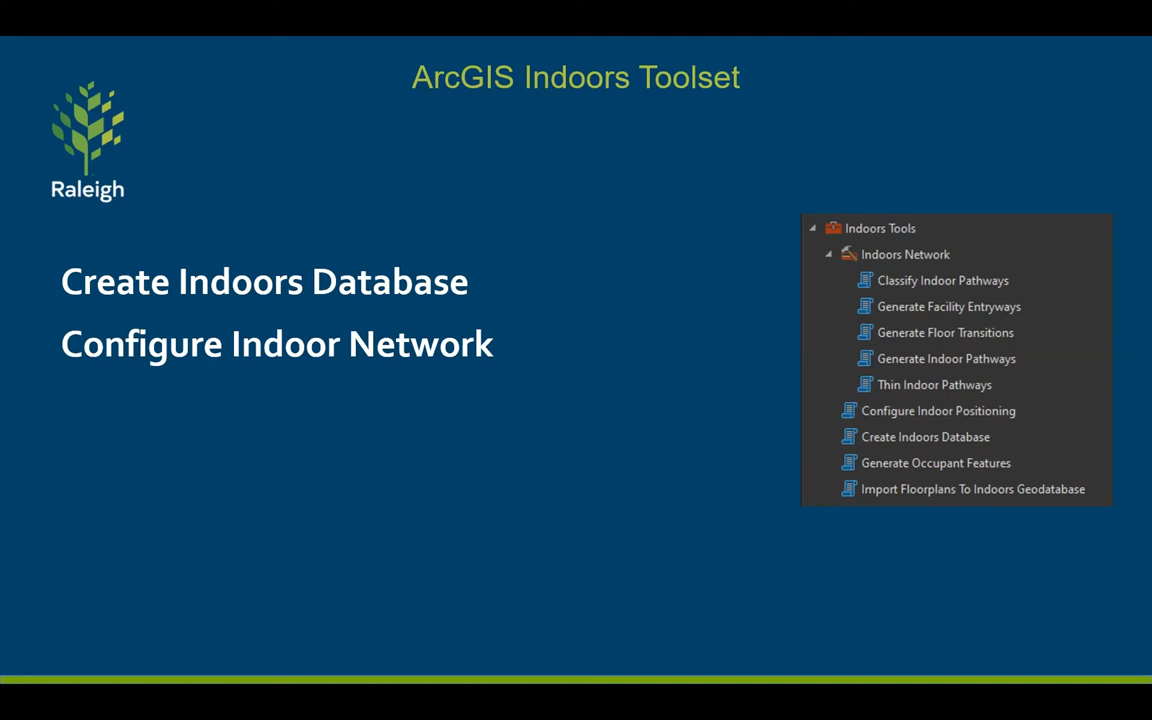 ArcGIS Indoors Toolset
Raleigh
Create Indoors Database
Configure Indoor Network
Indoors Tools
Indoors Network
Classify Indoor Pathways
Generate Facility Entryways
Generate Floor Transitions
Generate Indoor Pathways
Thin Indoor Pathways
Configure Indoor Positioning
Create Indoors Database
Generate Occupant Features
Import Floorplans To Indoors Geodatabase